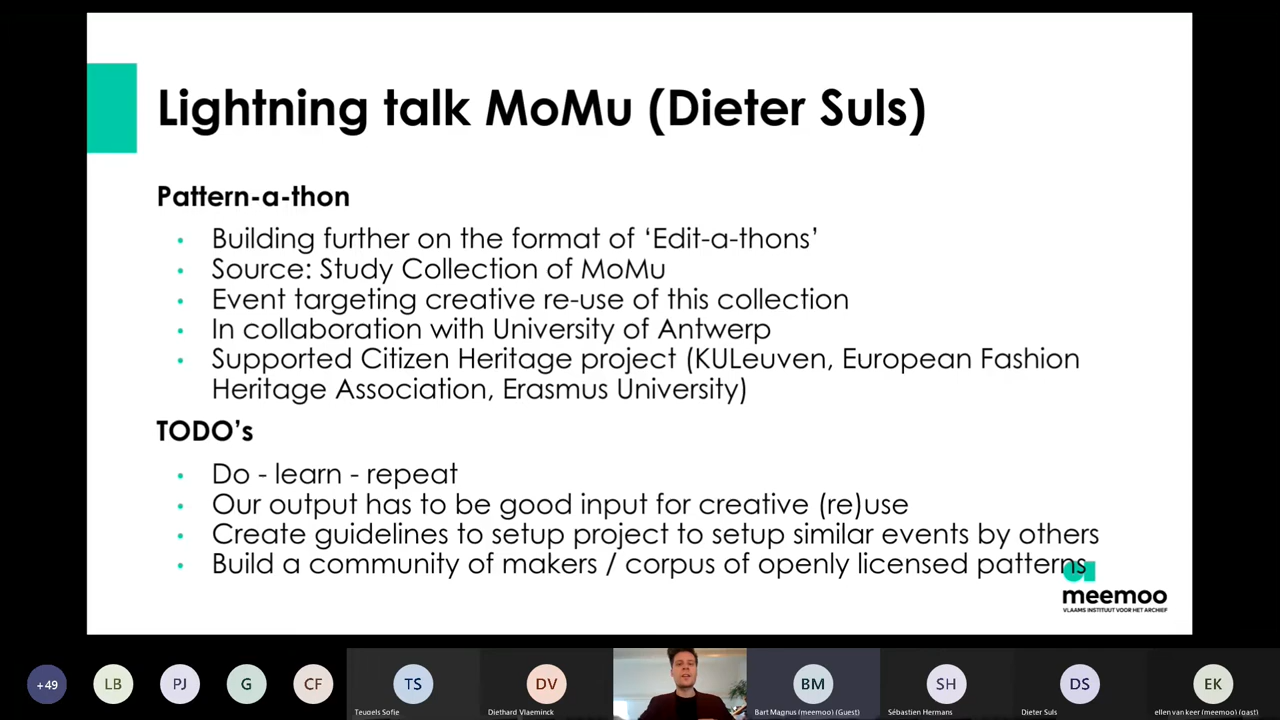 Lightning talk MoMu (Dieter Suls)
Pattern-a-thon
Building further on the format of ‘Edit-a-thons’
Source: Study Collection of MoMu
Event targeting creative re-use of this collection
In collaboration with University of Antwerp
Supported Citizen Heritage project (KULeuven, European Fashion
Heritage Association, Erasmus University)
TODO’s
Do - learn - repeat
Our output has to be good input for creative (re)use
Create guidelines to setup project to setup similar events by others
Build a community of makers / corpus of openly licensed patterns
meemoo
VLAAMS INSTITUUT VOOR HET ARCHIEF
+49
LB
PJ
G
CF
TS
DV
BM
SH
DS
EK
Teugels Sofie
Diethard Vlaeminck
Bart Magnus (meemoo) (Guest)
Sébastien Hermans
Dieter Suls
ellen van keer (meemoo) (gast)